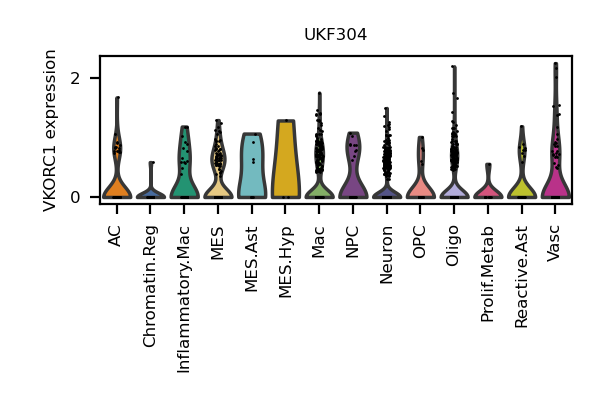 UKF304
VKORC1 expression
2
0
AC
Chromatin.Reg
Inflammatory.Mac
MES
MES.Ast
MES.Hyp
Mac
NPC
Neuron
OPC
Oligo
Prolif.Metab
Reactive.Ast
Vasc